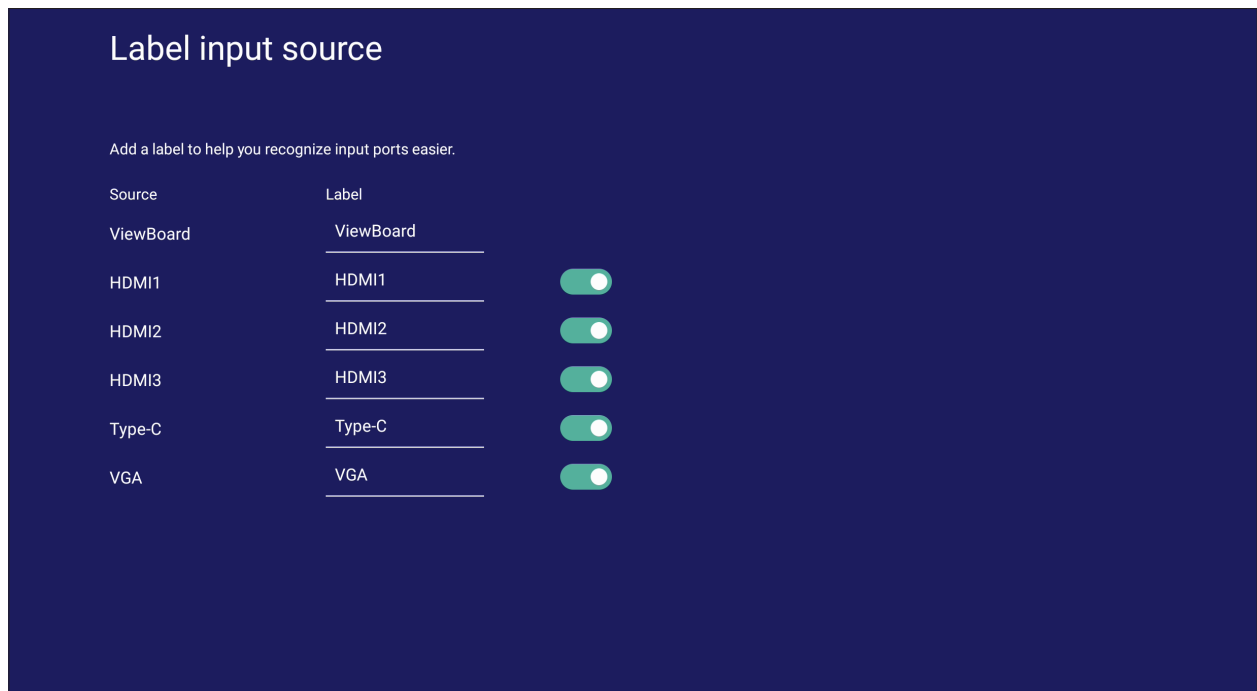 Label input source
Add a label to help you recognize input ports easier.
Source Label
ViewBoard ViewBoard
HDMI1 HDMI1
HDMI2 HDMI2
HDMI3 HDMI3
Type-C Type-C
VGA VGA